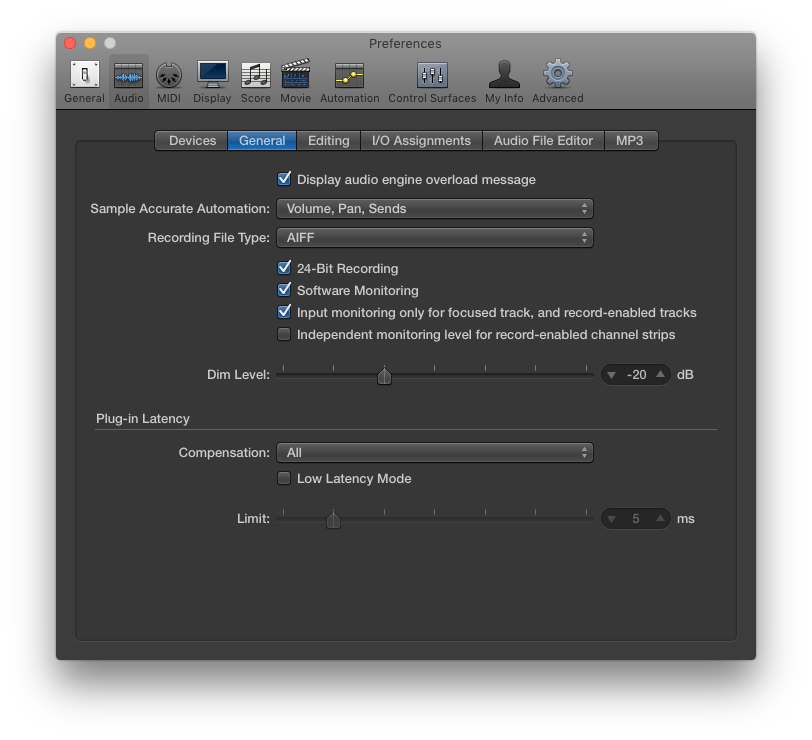 Preferences
General Audio MIDI Display Score Movie Automation Control Surfaces My Info Advanced
Devices General Editing I/O Assignments Audio File Editor MP3
Display audio engine overload message
Sample Accurate Automation: Volume, Pan, Sends
Recording File Type: AIFF
24-Bit Recording
Software Monitoring
Input monitoring only for focused track, and record-enabled tracks
Independent monitoring level for record-enabled channel strips
Dim Level: -20 dB
Plug-in Latency
Compensation: All
Low Latency Mode
Limit: 5 ms